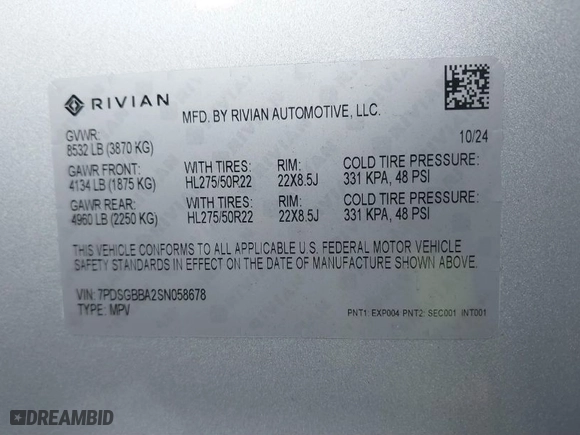 RIVIAN
MFD. BY RIVIAN AUTOMOTIVE, LLC.
GVWR:
8532 LB (3870 KG)
10/24
GAWR FRONT: WITH TIRES: RIM: COLD TIRE PRESSURE:
4134 LB (1875 KG) HL275/50R22 22X8.5J 331 KPA, 48 PSI
GAWR REAR: WITH TIRES: RIM: COLD TIRE PRESSURE:
4960 LB (2250 KG) HL275/50R22 22X8.5J 331 KPA, 48 PSI
THIS VEHICLE CONFORMS TO ALL APPLICABLE U.S. FEDERAL MOTOR VEHICLE
SAFETY STANDARDS IN EFFECT ON THE DATE OF MANUFACTURE SHOWN ABOVE.
VIN: 7PDSGBBA2SN058678
TYPE: MPV
PNT1: EXP004 PNT2: SEC001 INT001
DREAMBID